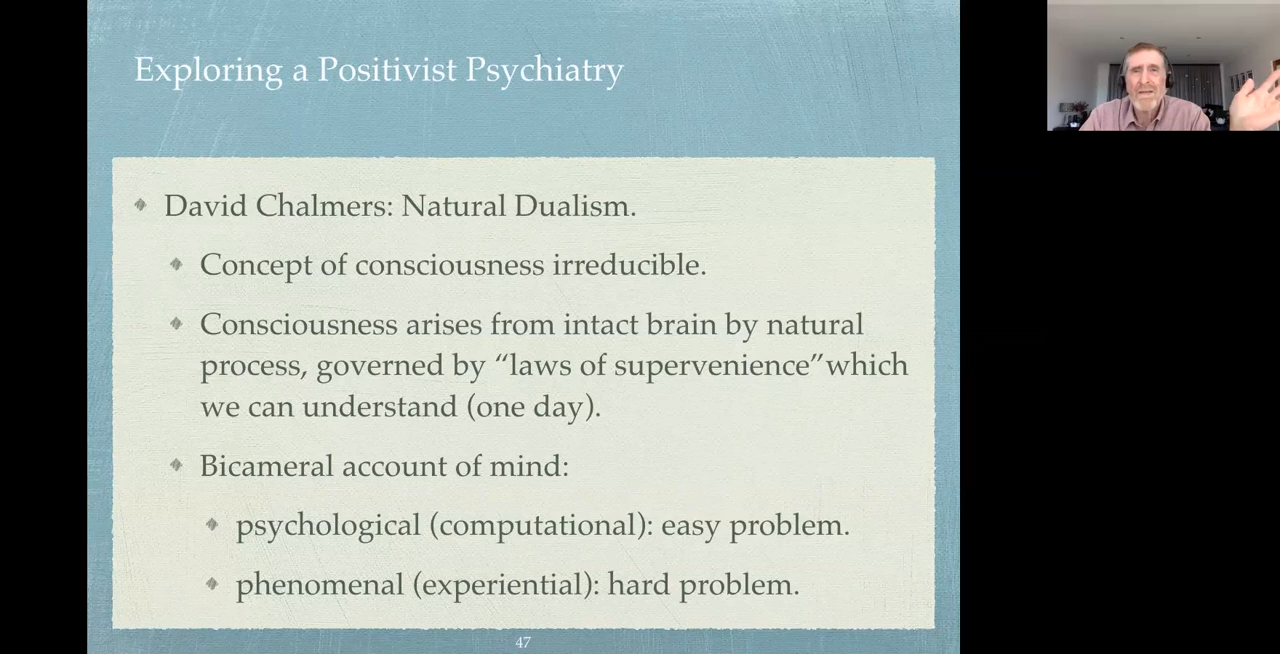 Exploring a Positivist Psychiatry
David Chalmers: Natural Dualism.
Concept of consciousness irreducible.
Consciousness arises from intact brain by natural
process, governed by “laws of supervenience”which
we can understand (one day).
Bicameral account of mind:
psychological (computational): easy problem.
phenomenal (experiential): hard problem.
47